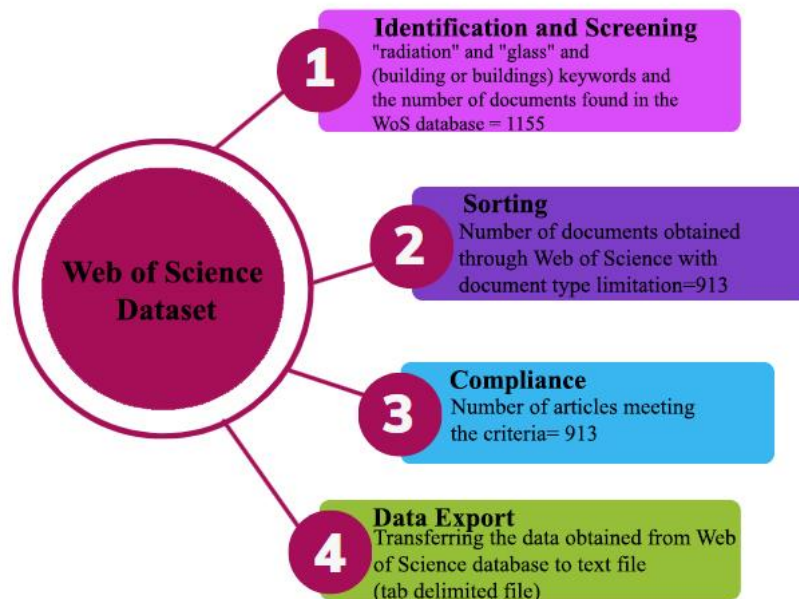 Web of Science
Dataset
1
Identification and Screening
"radiation" and "glass" and
(building or buildings) keywords and
the number of documents found in the
WoS database = 1155
2
Sorting
Number of documents obtained
through Web of Science with
document type limitation=913
3
Compliance
Number of articles meeting
the criteria= 913
4
Data Export
Transferring the data obtained from Web
of Science database to text file
(tab delimited file)